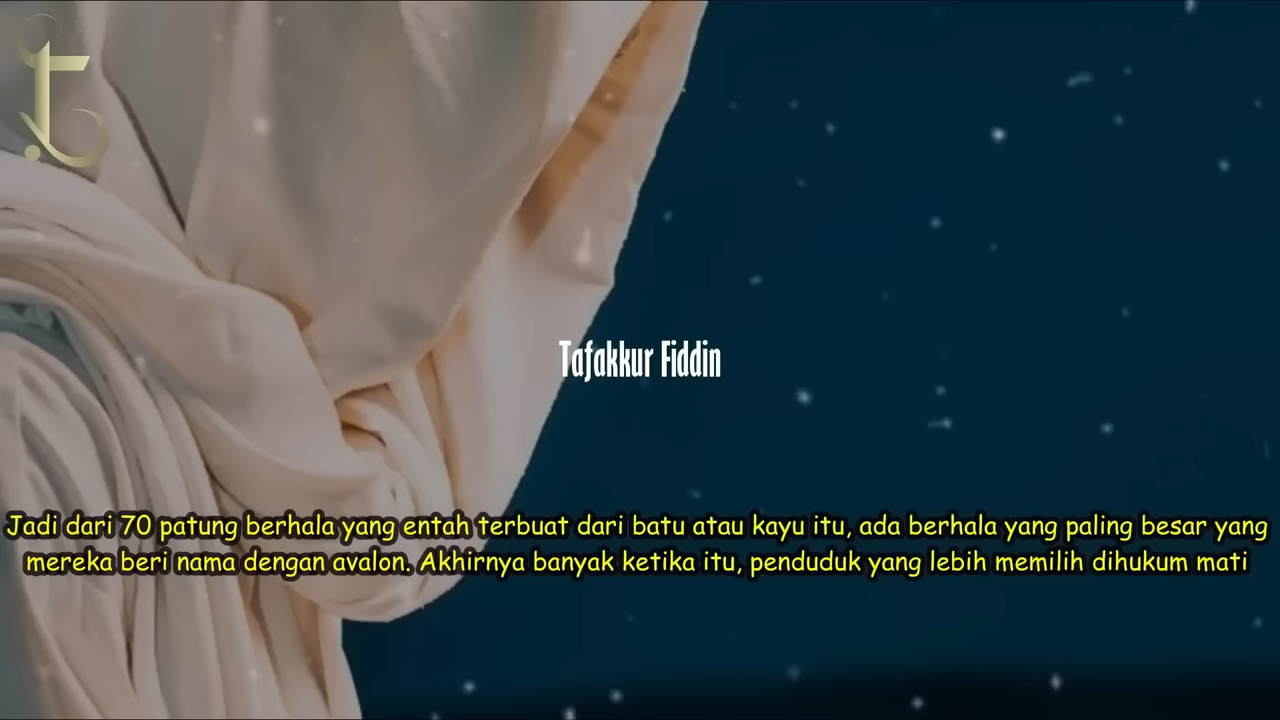 Tafakkur Fiddin
Jadi dari 70 patung berhala yang entah terbuat dari batu atau kayu itu, ada berhala yang paling besar yang
mereka beri nama dengan avalon. Akhirnya banyak ketika itu, penduduk yang lebih memilih dihukum mati